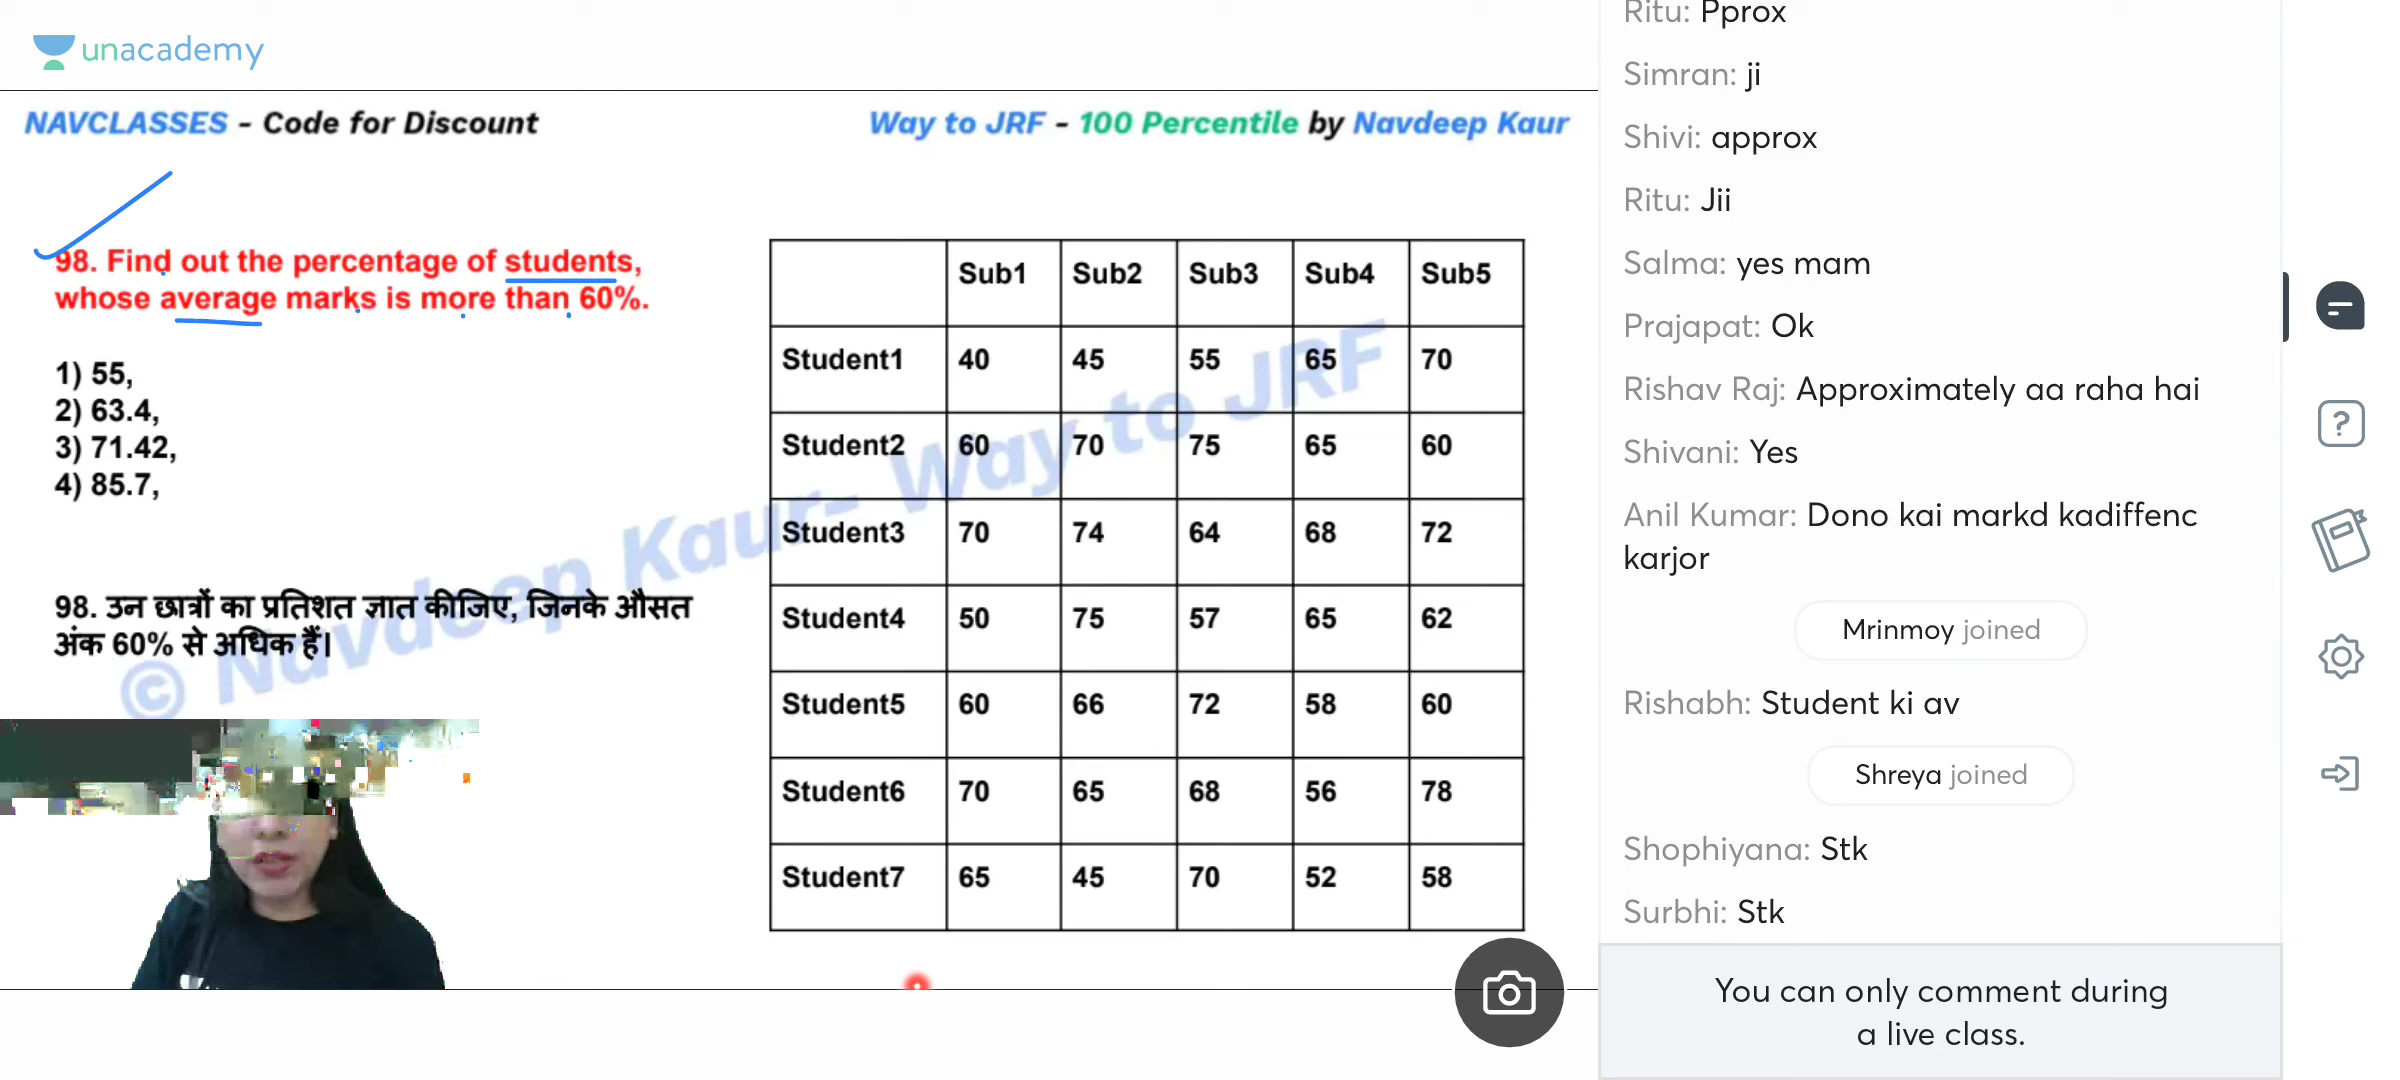 unacademy
NAVCLASSES - Code for Discount
Way to JRF - 100 Percentile by Navdeep Kaur
98. Find out the percentage of students,
whose average marks is more than 60%.
1) 55,
2) 63.4,
3) 71.42,
4) 85.7,
98. उन छात्रों का प्रतिशत ज्ञात कीजिए, जिनके औसत
अंक 60% से अधिक हैं।
Sub1 Sub2 Sub3 Sub4 Sub5
Student1 40 45 55 65 70
Student2 60 70 75 65 60
Student3 70 74 64 68 72
Student4 50 75 57 65 62
Student5 60 66 72 58 60
Student6 70 65 68 56 78
Student7 65 45 70 52 58
© Navdeep Kaur- Way to JRF
Ritu: Pprox
Simran: ji
Shivi: approx
Ritu: Jii
Salma: yes mam
Prajapat: Ok
Rishav Raj: Approximately aa raha hai
Shivani: Yes
Anil Kumar: Dono kai markd kadiffenc
karjor
Mrinmoy joined
Rishabh: Student ki av
Shreya joined
Shophiyana: Stk
Surbhi: Stk
You can only comment during
a live class.